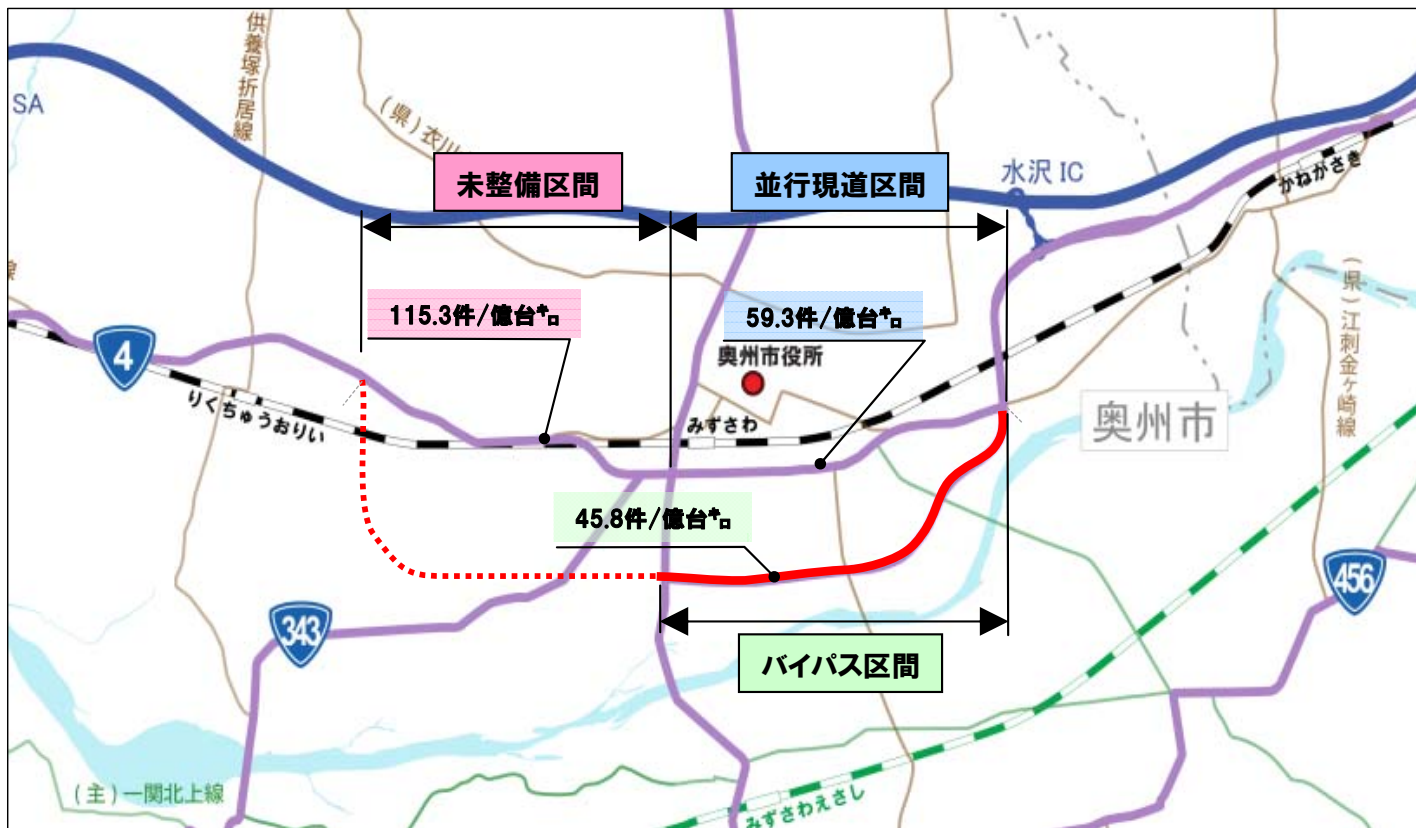 供養塚折居線
SA
(県)衣川
未整備区間
並行現道区間
水沢 IC
かねがさき
線
115.3件/億台㌔
59.3件/億台㌔
(県)江刺金ヶ崎線
4
奥州市役所
りくちゅうおりい
みずさわ
奥州市
45.8件/億台㌔
456
343
バイパス区間
(主)一関北上線
みずさわえさし